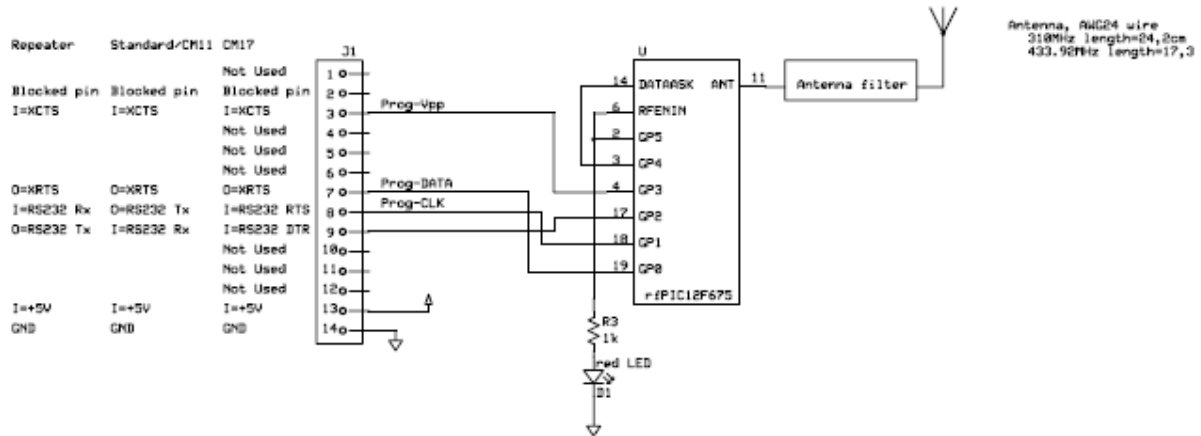 Antenna, AWG24 wire
310MHz length=24,2cm
433.92MHz length=17,3
Repeater Standard/CM11 CM17
J1
U
Not Used 1
Blocked pin Blocked pin Blocked pin 2
I=XCTS I=XCTS I=XCTS 3 Prog-Vpp
Not Used 4
Not Used 5
Not Used 6
O=XRTS O=XRTS O=XRTS 7 Prog-DATA
I=RS232 Rx O=RS232 Tx I=RS232 RTS 8 Prog-CLK
O=RS232 Tx I=RS232 Rx I=RS232 DTR 9
Not Used 10
Not Used 11
Not Used 12
I=+5V I=+5V I=+5V 13
GND GND GND 14
14 DATAASK ANT 11 Antenna filter
6 RFENIN
2 GP5
3 GP4
4 GP3
17 GP2
18 GP1
19 GP0
rfPIC12F675
R3
1k
red LED
D1